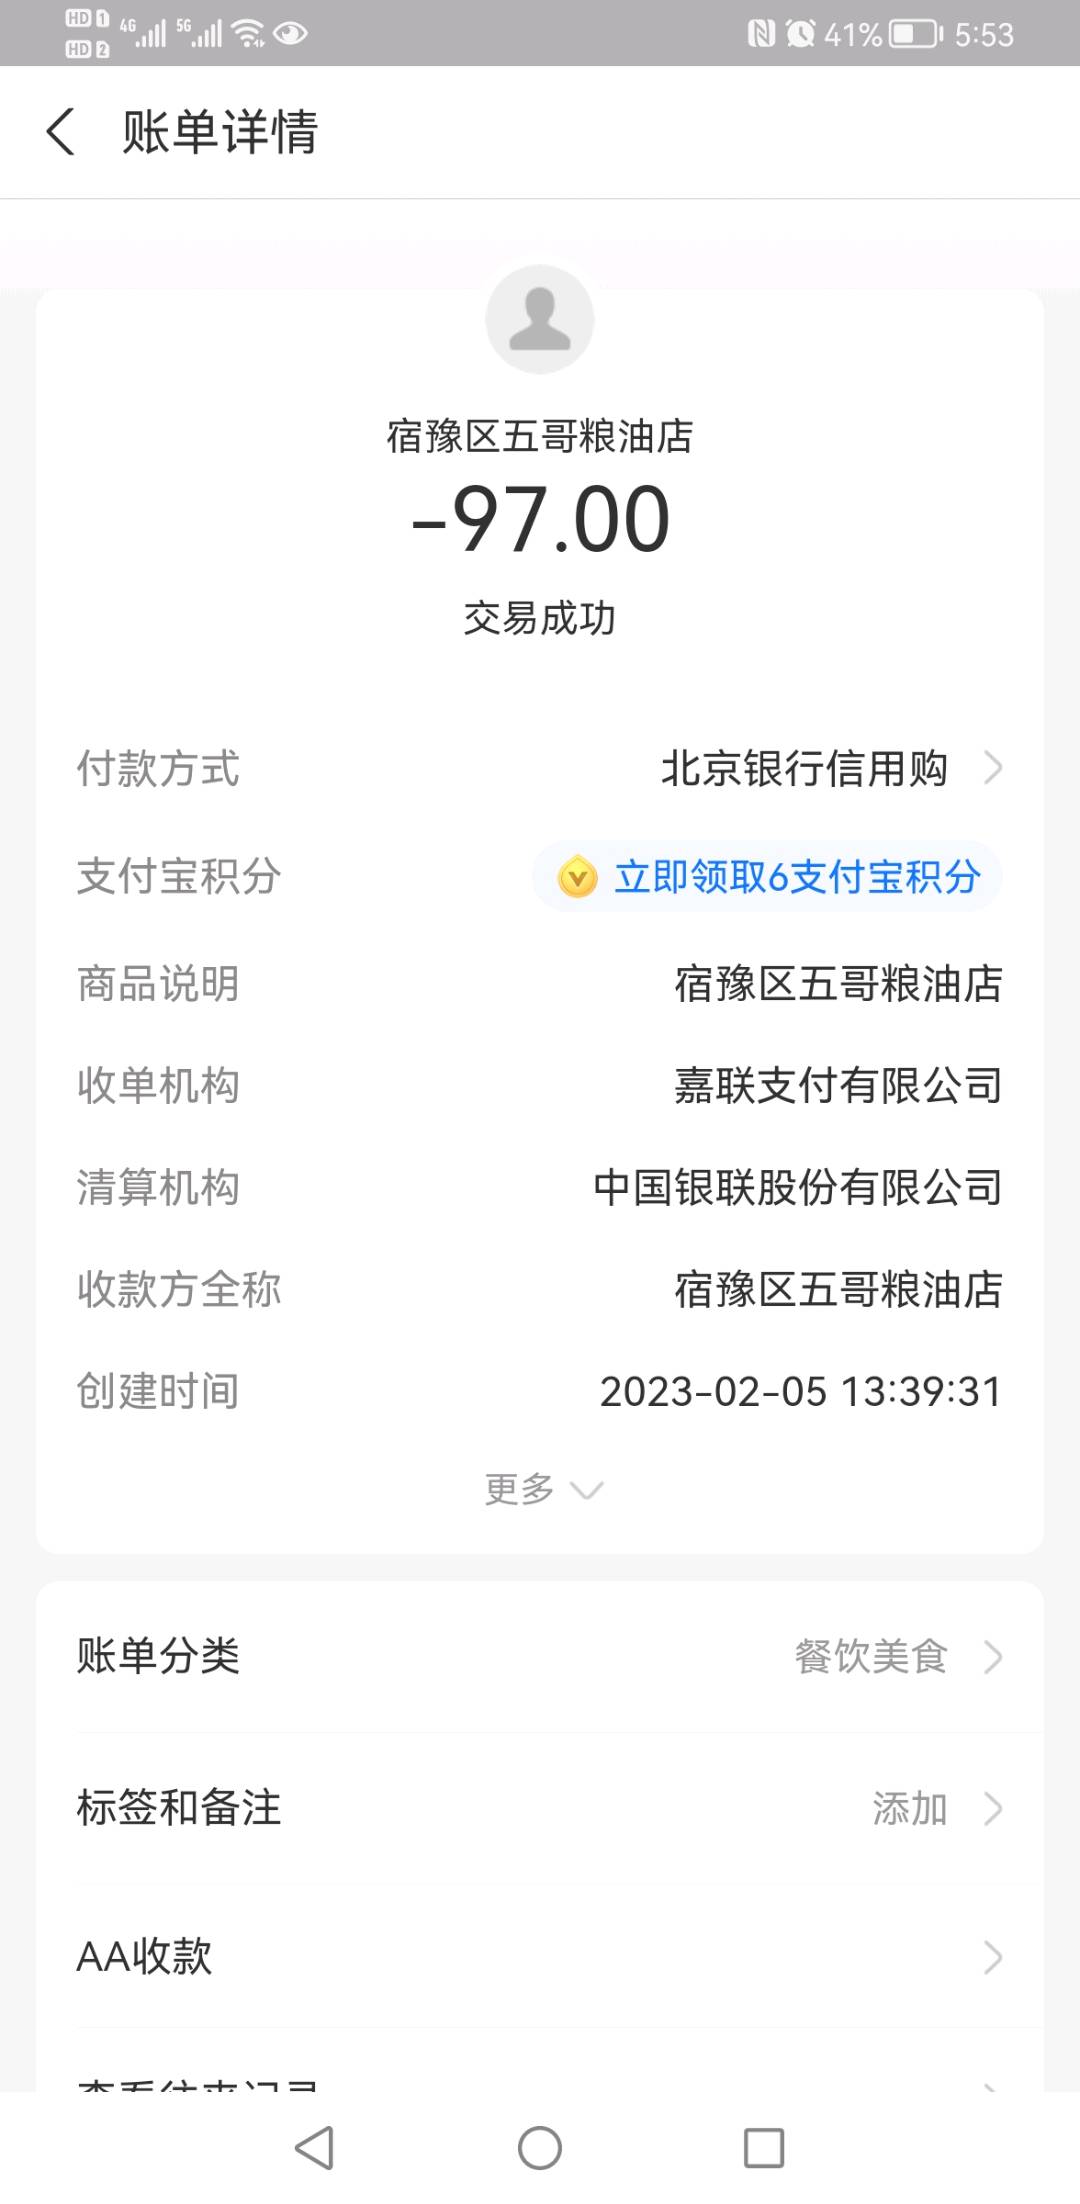 HD 1 4G 5G 41% 5:53
HD 2
账单详情
宿豫区五哥粮油店
-97.00
交易成功
付款方式 北京银行信用购
支付宝积分 立即领取6支付宝积分
商品说明 宿豫区五哥粮油店
收单机构 嘉联支付有限公司
清算机构 中国银联股份有限公司
收款方全称 宿豫区五哥粮油店
创建时间 2023-02-05 13:39:31
更多
账单分类 餐饮美食
标签和备注 添加
AA收款
查看往来记录